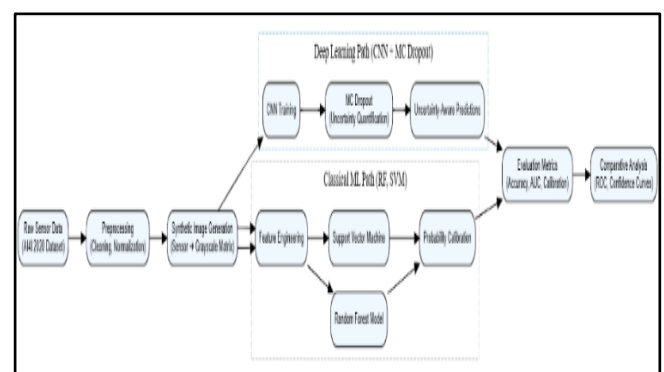 Deep Learning Path (CNN + MC Dropout)
CNN Training
MC Dropout
(Uncertainty Quantification)
Uncertainty-Aware Predictions
Classical ML Path (RF, SVM)
Raw Sensor Data
(AI4I 2020 Dataset)
Preprocessing
(Cleaning, Normalization)
Synthetic Image Generation
(Sensor → Grayscale Matrix)
Feature Engineering
Support Vector Machine
Probability Calibration
Random Forest Model
Evaluation Metrics
(Accuracy, AUC, Calibration)
Comparative Analysis
(ROC, Confidence Curves)